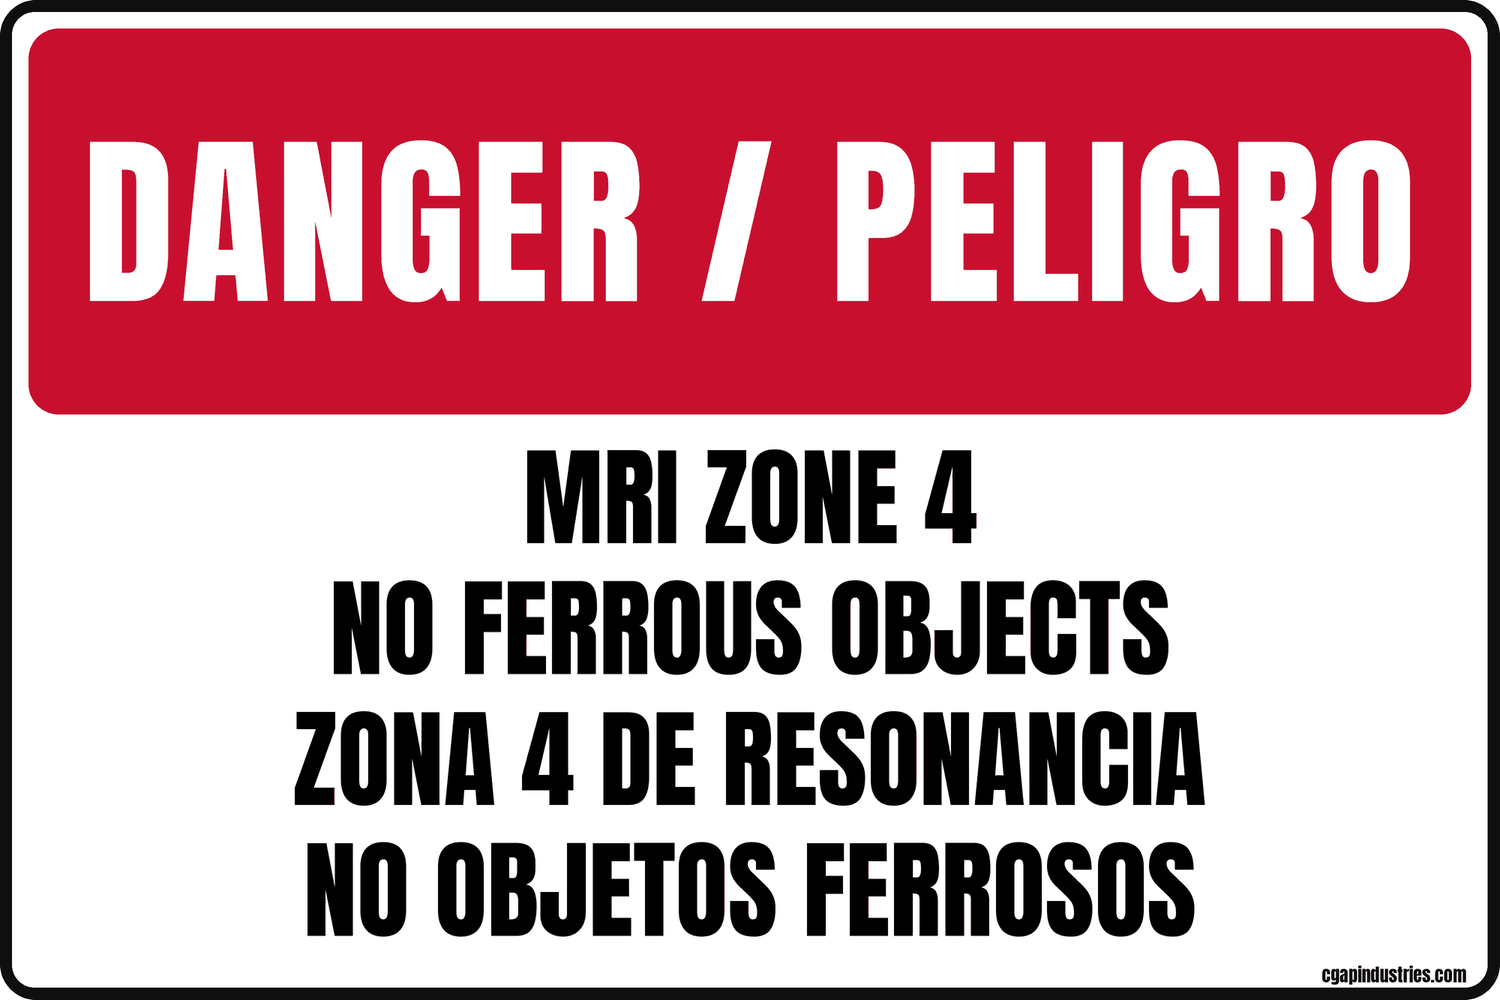 DANGER / PELIGRO
MRI ZONE 4
NO FERROUS OBJECTS
ZONA 4 DE RESONANCIA
NO OBJETOS FERROSOS
cgapindustries.com